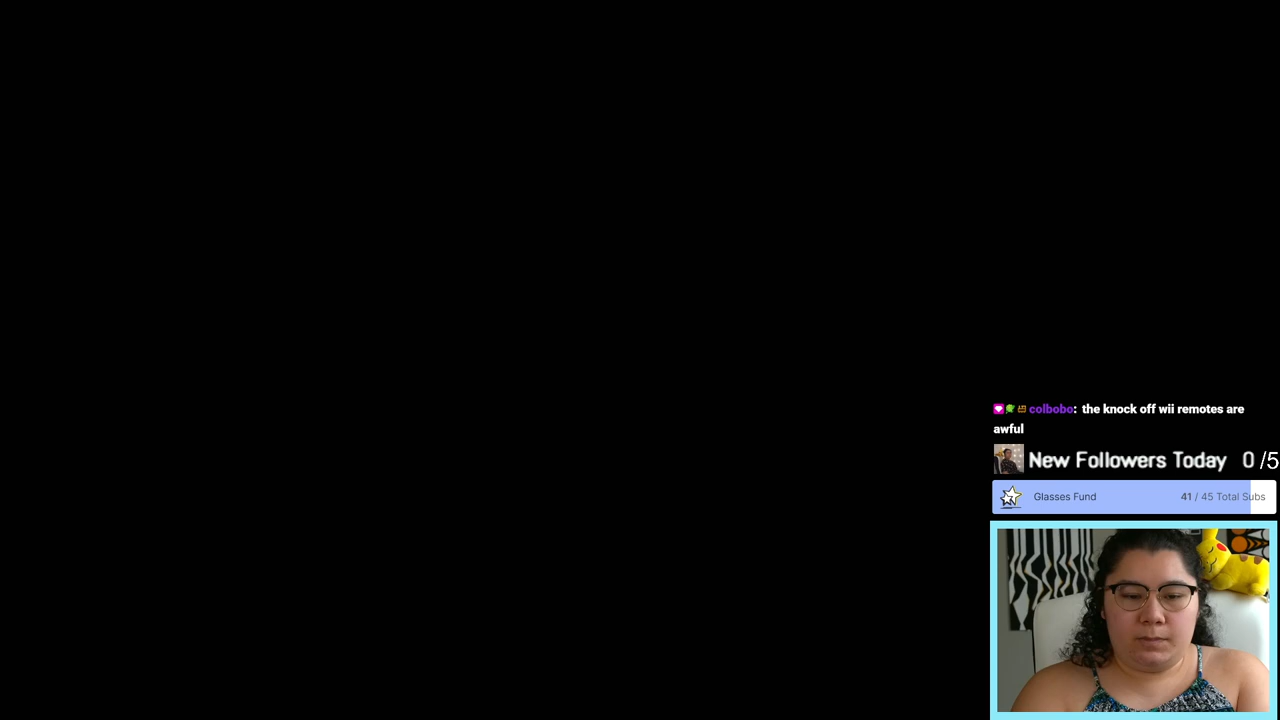 colbobo: the knock off wii remotes are
awful
New Followers Today 0 /5
Glasses Fund 41 / 45 Total Subs